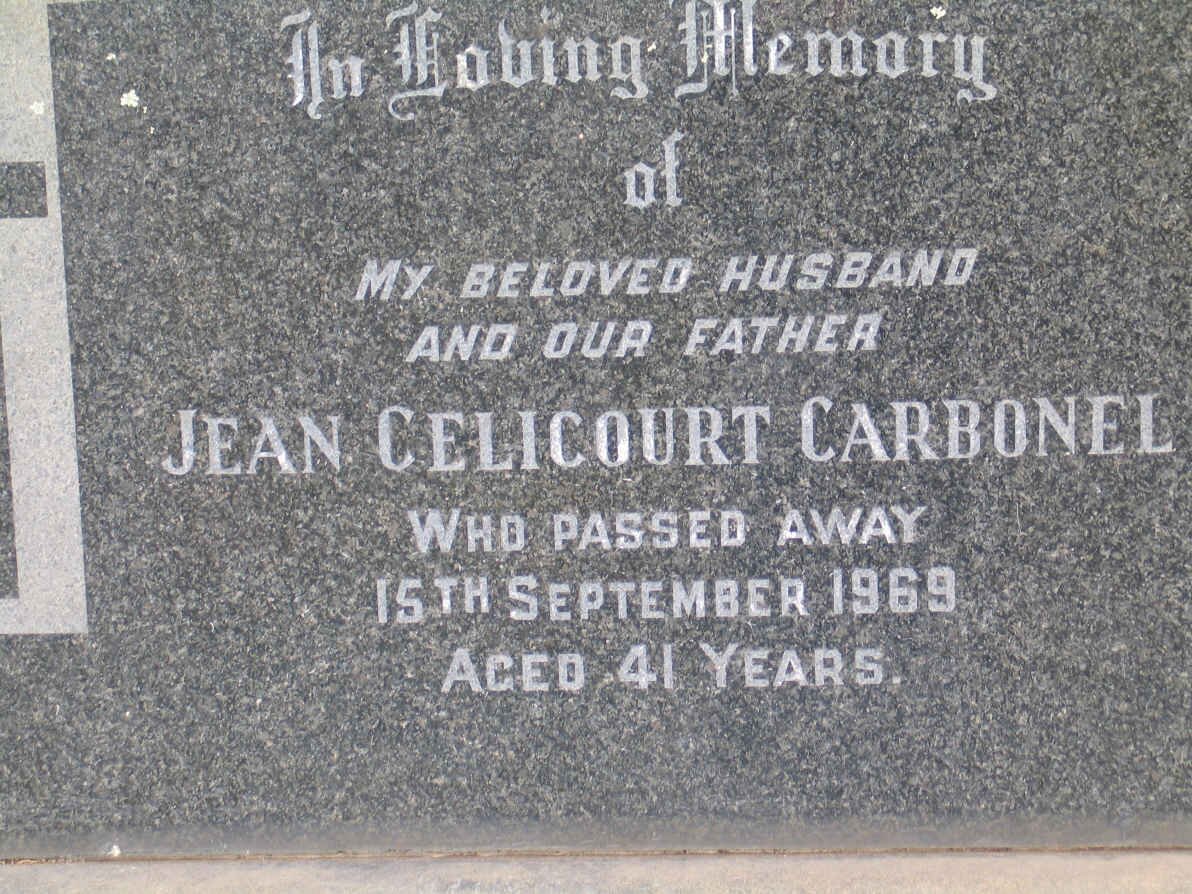 In Loving Memory
of
MY BELOVED HUSBAND
AND OUR FATHER
JEAN CELICOURT CARBONEL
WHO PASSED AWAY
15TH SEPTEMBER 1969
AGED 41 YEARS.